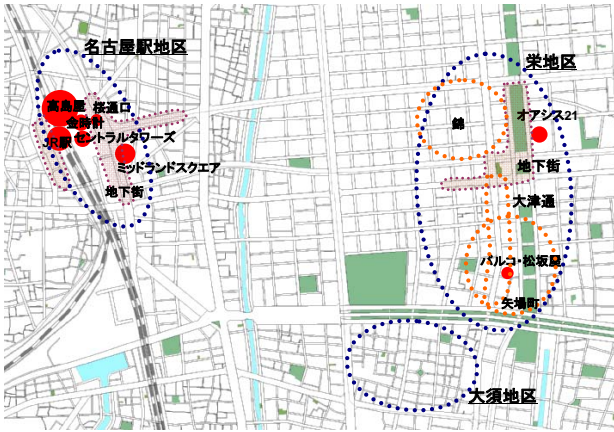 名古屋駅地区
高島屋
桜通口
金時計
JR駅
セントラルタワーズ
ミッドランドスクエア
地下街
栄地区
錦
オアシス21
地下街
大津通
パルコ・松坂屋
矢場町
大須地区